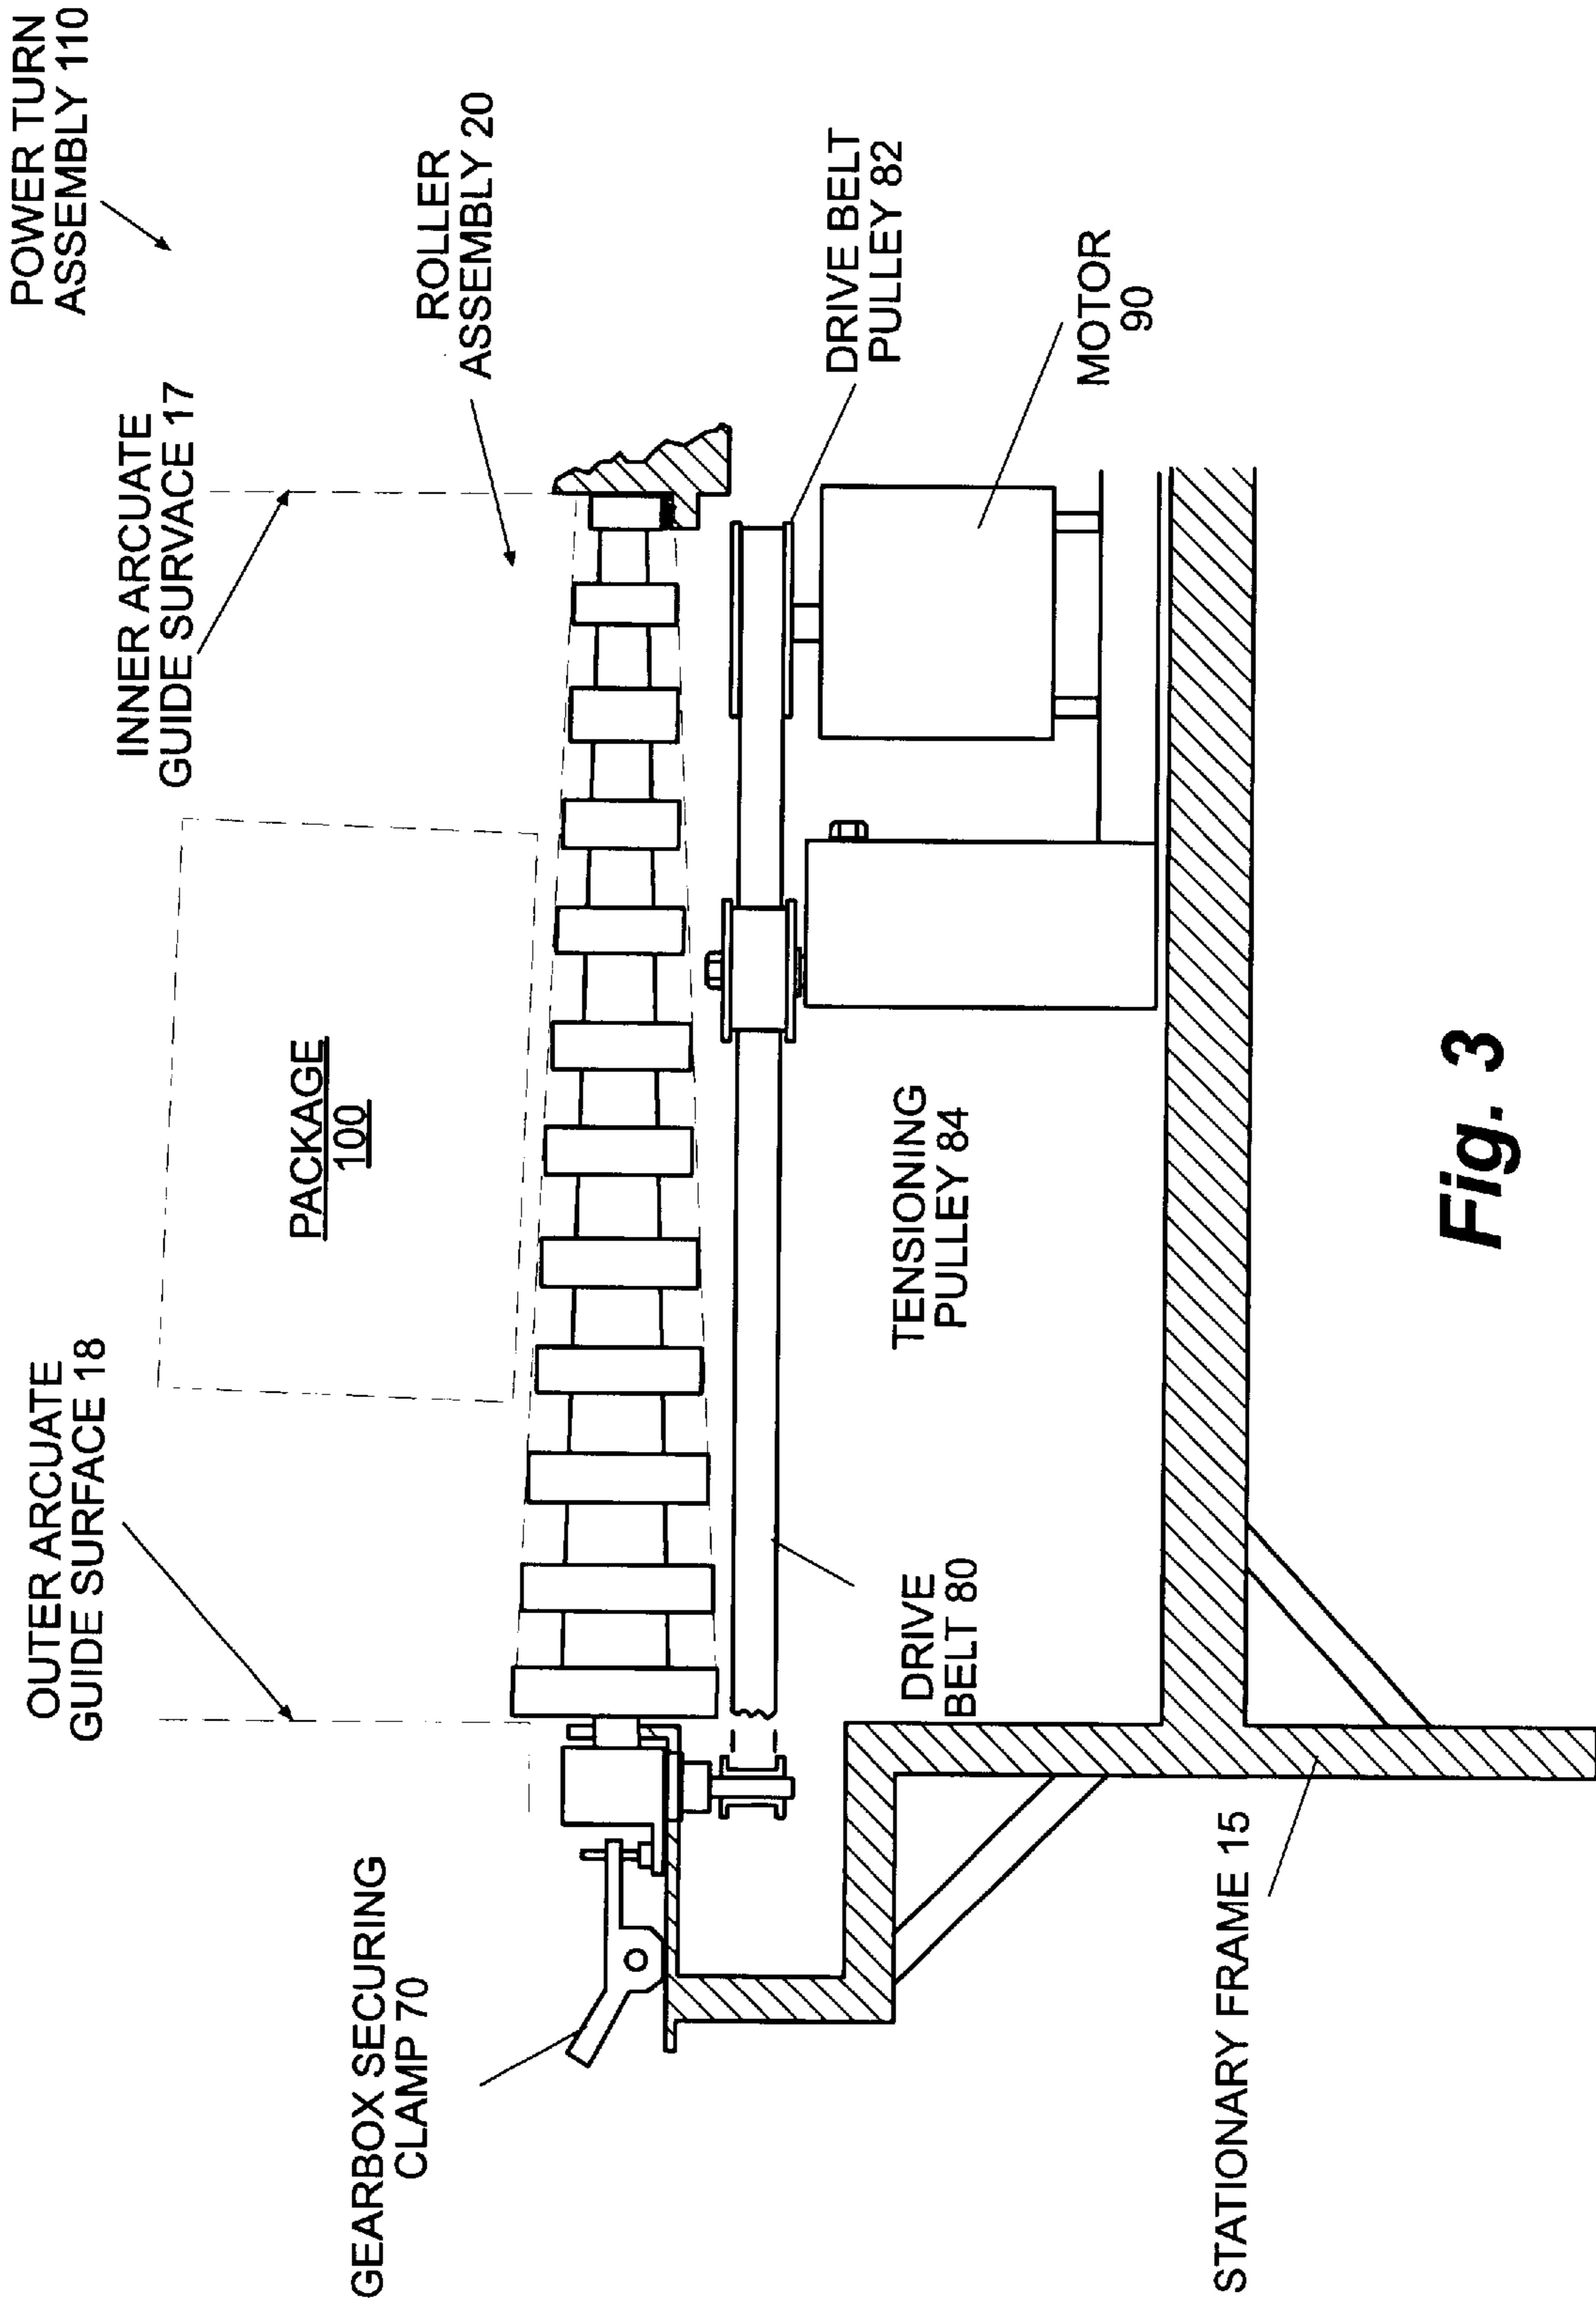 POWER TURN
ASSEMBLY 110
INNER ARCUATE
GUIDE SURVACE 17
OUTER ARCUATE
GUIDE SURFACE 18
ROLLER
ASSEMBLY 20
PACKAGE
100
GEARBOX SECURING
CLAMP 70
DRIVE BELT
PULLEY 82
TENSIONING
PULLEY 84
DRIVE
BELT 80
MOTOR
90
STATIONARY FRAME 15
Fig. 3